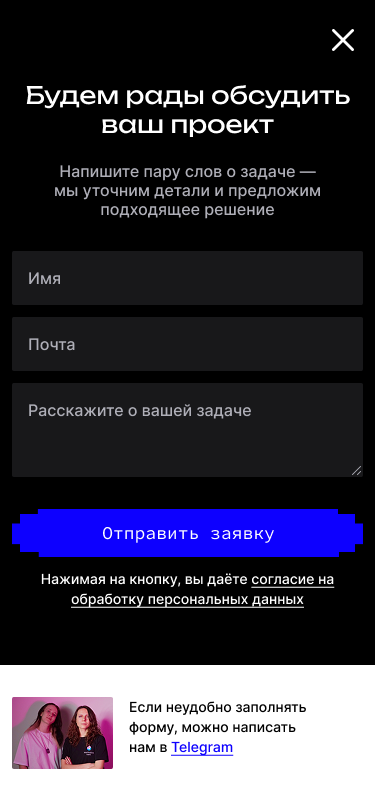 Будем рады обсудить
ваш проект
Напишите пару слов о задаче —
мы уточним детали и предложим
подходящее решение
Имя
Почта
Расскажите о вашей задаче
Отправить заявку
Нажимая на кнопку, вы даёте согласие на
обработку персональных данных
Если неудобно заполнять
форму, можно написать
нам в Telegram